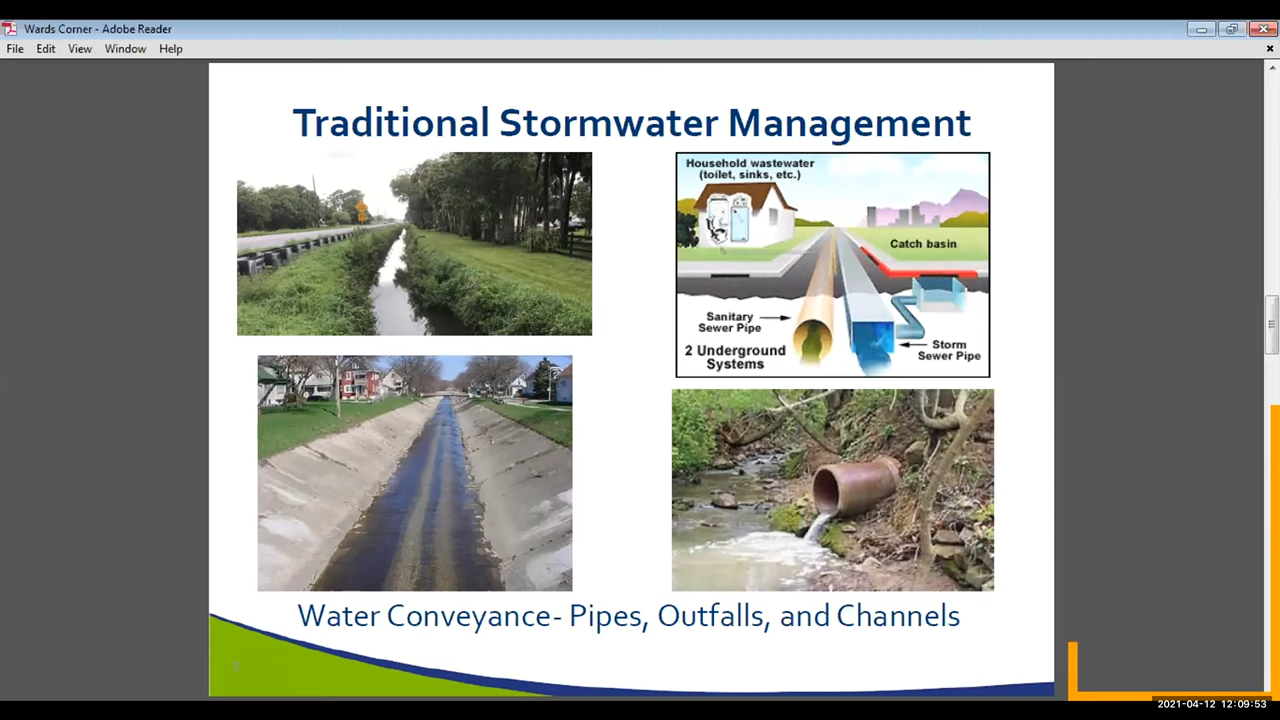 Wards Corner - Adobe Reader
File Edit View Window Help
Traditional Stormwater Management
Household wastewater
(toilet, sinks, etc.)
Catch basin
Sanitary
Sewer Pipe
Storm
Sewer Pipe
2 Underground
Systems
Water Conveyance- Pipes, Outfalls, and Channels
2021-04-12 12:09:53